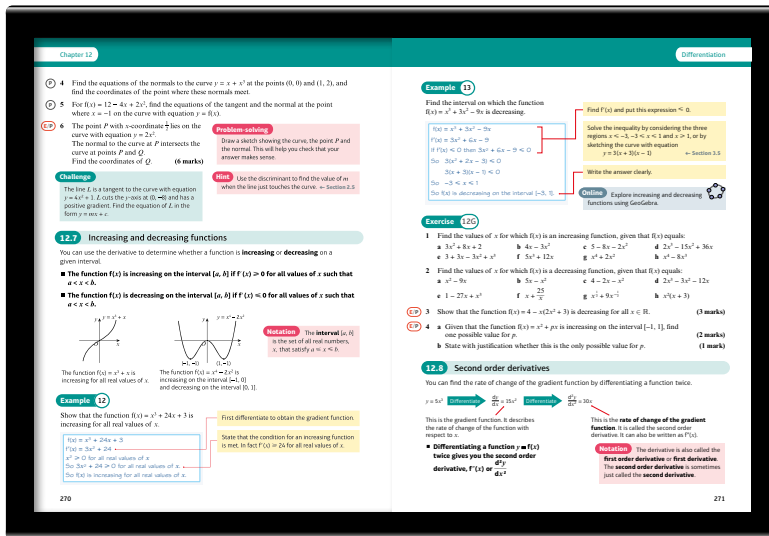 Chapter 12
P 4 Find the equations of the normals to the curve y = x + x³ at the points (0, 0) and (1, 2), and
find the coordinates of the point where these normals meet.
P 5 For f(x) = 12 − 4x + 2x², find the equations of the tangent and the normal at the point
where x = −1 on the curve with equation y = f(x).
E/P 6 The point P with x-coordinate ½ lies on the
curve with equation y = 2x².
The normal to the curve at P intersects the
curve at points P and Q.
Find the coordinates of Q. (6 marks)
Problem-solving
Draw a sketch showing the curve, the point P and
the normal. This will help you check that your
answer makes sense.
Challenge
The line L is a tangent to the curve with equation
y = 4x² + 1. L cuts the y-axis at (0, −8) and has a
positive gradient. Find the equation of L in the
form y = mx + c.
Hint Use the discriminant to find the value of m
when the line just touches the curve. ← Section 2.5
12.7 Increasing and decreasing functions
You can use the derivative to determine whether a function is increasing or decreasing on a
given interval.
■ The function f(x) is increasing on the interval [a, b] if f′(x) ⩾ 0 for all values of x such that
a < x < b.
■ The function f(x) is decreasing on the interval [a, b] if f′(x) ⩽ 0 for all values of x such that
a < x < b.
y y = x³ + x
x
y y = x⁴ − 2x²
x
(−1, −1) (1, −1)
The function f(x) = x³ + x is
increasing for all real values of x.
The function f(x) = x⁴ − 2x² is
increasing on the interval [−1, 0]
and decreasing on the interval [0, 1].
Notation The interval [a, b]
is the set of all real numbers,
x, that satisfy a ⩽ x ⩽ b.
Example 12
Show that the function f(x) = x³ + 24x + 3 is
increasing for all real values of x.
f(x) = x³ + 24x + 3
f′(x) = 3x² + 24
x² ⩾ 0 for all real values of x
So 3x² + 24 ⩾ 0 for all real values of x.
So f(x) is increasing for all real values of x.
First differentiate to obtain the gradient function.
State that the condition for an increasing function
is met. In fact f′(x) ⩾ 24 for all real values of x.
270
Differentiation
Example 13
Find the interval on which the function
f(x) = x³ + 3x² − 9x is decreasing.
f(x) = x³ + 3x² − 9x
f′(x) = 3x² + 6x − 9
If f′(x) ⩽ 0 then 3x² + 6x − 9 ⩽ 0
So 3(x² + 2x − 3) ⩽ 0
3(x + 3)(x − 1) ⩽ 0
So −3 ⩽ x ⩽ 1
So f(x) is decreasing on the interval [−3, 1].
Find f′(x) and put this expression ⩽ 0.
Solve the inequality by considering the three
regions x ⩽ −3, −3 ⩽ x ⩽ 1 and x ⩾ 1, or by
sketching the curve with equation
y = 3(x + 3)(x − 1) ← Section 3.5
Write the answer clearly.
Online Explore increasing and decreasing
functions using GeoGebra.
Exercise 12G
1 Find the values of x for which f(x) is an increasing function, given that f(x) equals:
a 3x² + 8x + 2 b 4x − 3x² c 5 − 8x − 2x² d 2x³ − 15x² + 36x
e 3 + 3x − 3x² + x³ f 5x³ + 12x g x⁴ + 2x² h x⁴ − 8x³
2 Find the values of x for which f(x) is a decreasing function, given that f(x) equals:
a x² − 9x b 5x − x² c 4 − 2x − x² d 2x³ − 3x² − 12x
e 1 − 27x + x³ f x + 25/x g x^½ + 9x^−½ h x²(x + 3)
E/P 3 Show that the function f(x) = 4 − x(2x² + 3) is decreasing for all x ∈ ℝ. (3 marks)
E/P 4 a Given that the function f(x) = x² + px is increasing on the interval [−1, 1], find
one possible value for p. (2 marks)
b State with justification whether this is the only possible value for p. (1 mark)
12.8 Second order derivatives
You can find the rate of change of the gradient function by differentiating a function twice.
y = 5x³ Differentiate dy/dx = 15x² Differentiate d²y/dx² = 30x
This is the gradient function. It describes
the rate of change of the function with
respect to x.
This is the rate of change of the gradient
function. It is called the second order
derivative. It can also be written as f″(x).
■ Differentiating a function y = f(x)
twice gives you the second order
derivative, f″(x) or d²y/dx²
Notation The derivative is also called the
first order derivative or first derivative.
The second order derivative is sometimes
just called the second derivative.
271